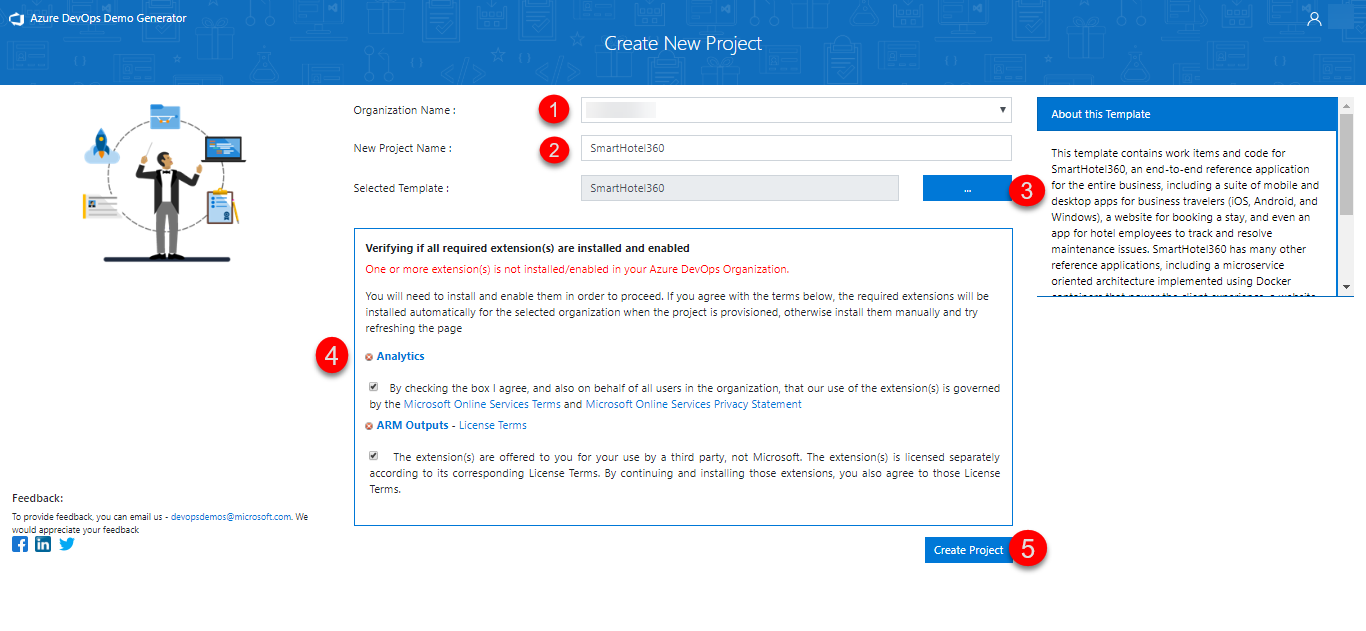 Azure DevOps Demo Generator
Create New Project
Organization Name :
1
New Project Name :
2
SmartHotel360
Selected Template :
SmartHotel360
...
3
Verifying if all required extension(s) are installed and enabled
One or more extension(s) is not installed/enabled in your Azure DevOps Organization.
You will need to install and enable them in order to proceed. If you agree with the terms below, the required extensions will be
installed automatically for the selected organization when the project is provisioned, otherwise install them manually and try
refreshing the page
4
Analytics
By checking the box I agree, and also on behalf of all users in the organization, that our use of the extension(s) is governed
by the Microsoft Online Services Terms and Microsoft Online Services Privacy Statement
ARM Outputs - License Terms
The extension(s) are offered to you for your use by a third party, not Microsoft. The extension(s) is licensed separately
according to its corresponding License Terms. By continuing and installing those extensions, you also agree to those License
Terms.
Create Project
5
About this Template
This template contains work items and code for
SmartHotel360, an end-to-end reference application
for the entire business, including a suite of mobile and
desktop apps for business travelers (iOS, Android, and
Windows), a website for booking a stay, and even an
app for hotel employees to track and resolve
maintenance issues. SmartHotel360 has many other
reference applications, including a microservice
oriented architecture implemented using Docker
containers that power the client experience, a website
Feedback:
To provide feedback, you can email us - devopsdemos@microsoft.com. We
would appreciate your feedback